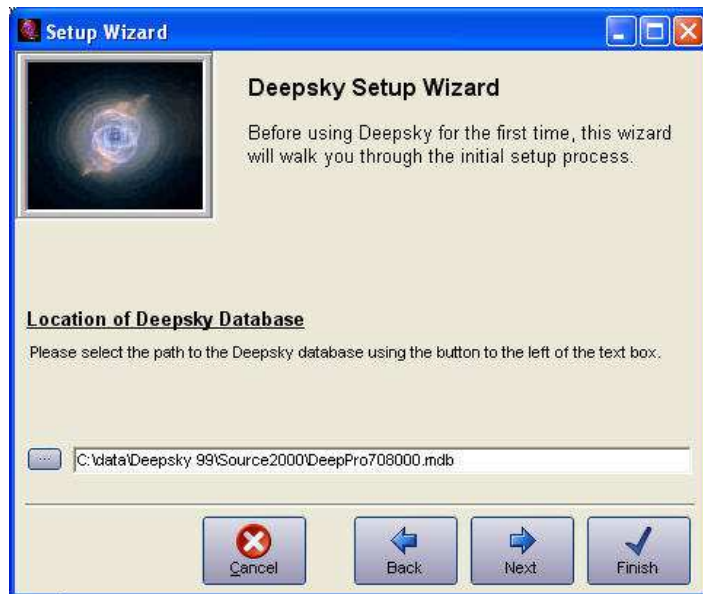 Setup Wizard
Deepsky Setup Wizard
Before using Deepsky for the first time, this wizard
will walk you through the initial setup process.
Location of Deepsky Database
Please select the path to the Deepsky database using the button to the left of the text box.
...
C:\data\Deepsky 99\Source2000\DeepPro708000.mdb
Cancel
Back
Next
Finish